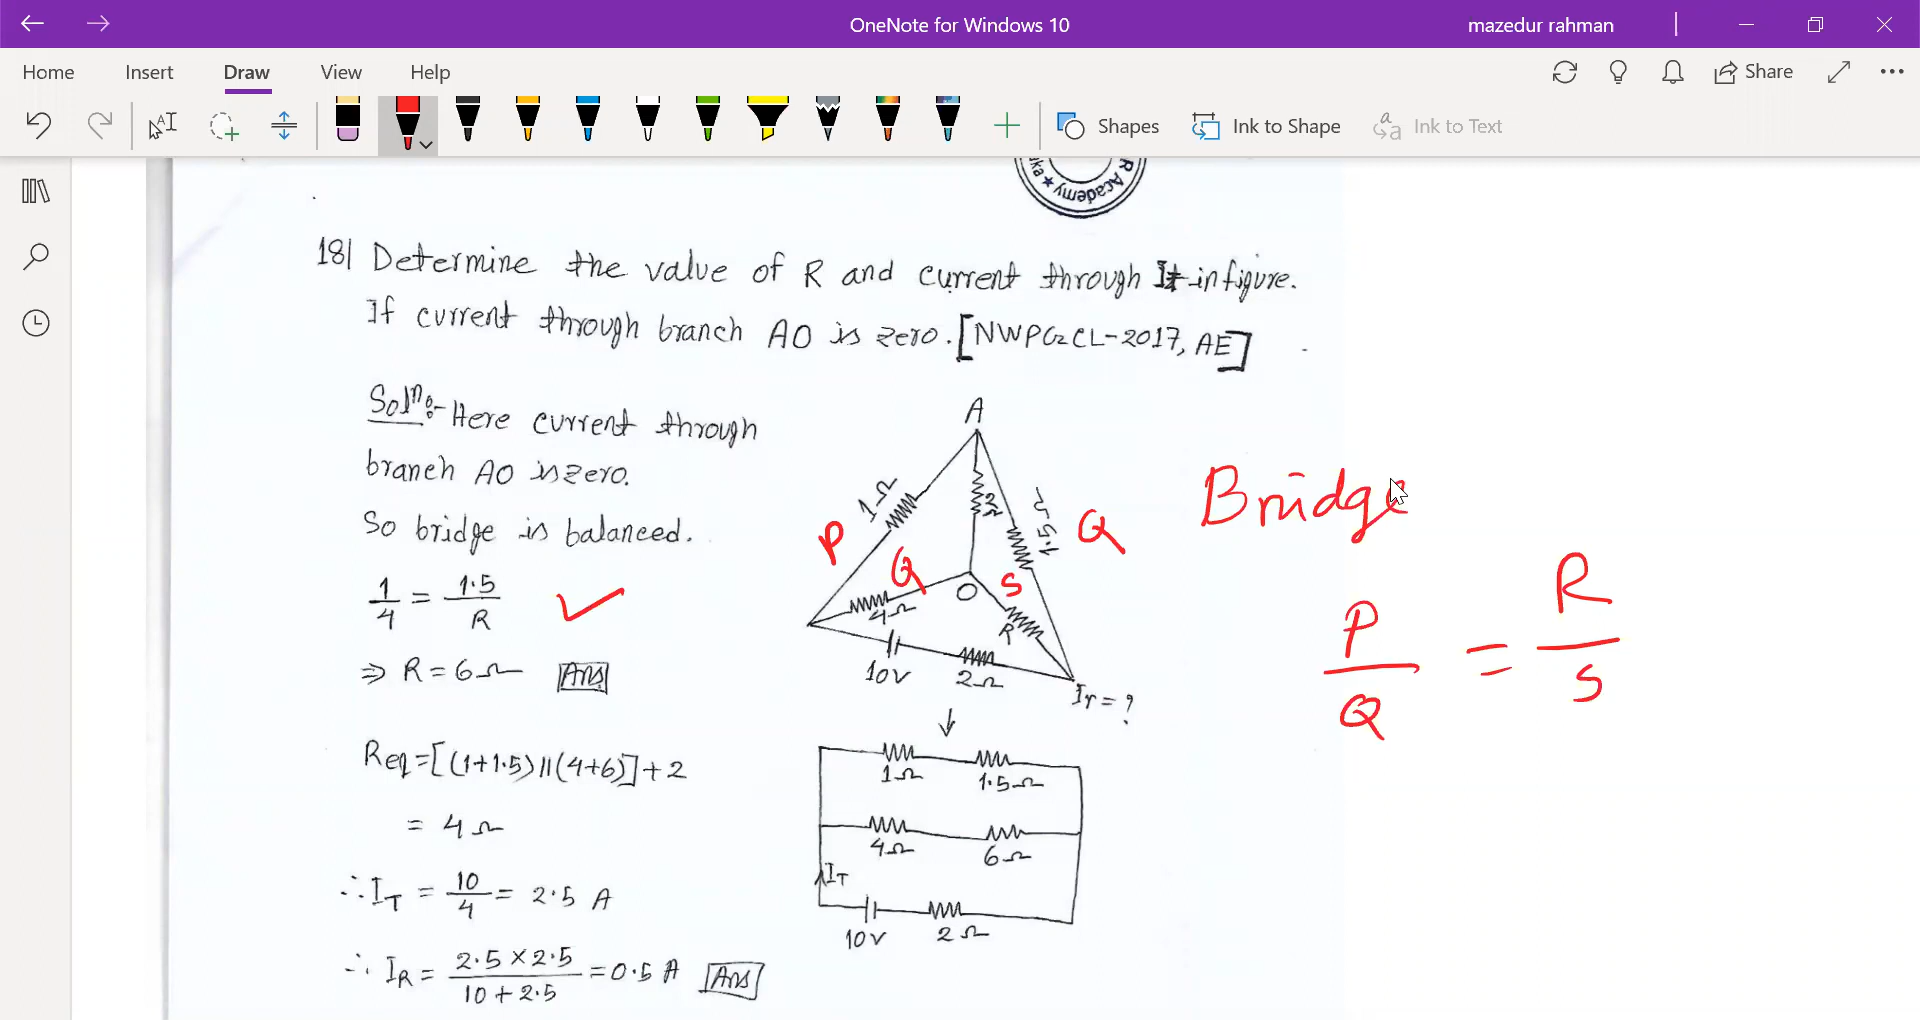 OneNote for Windows 10
mazedur rahman
Home Insert Draw View Help
Share
Shapes Ink to Shape Ink to Text
R Academy
ka ★
18| Determine the value of R and current through It in figure.
If current through branch AO is zero. [NWPGCL-2017, AE]
Solⁿ:- Here current through
branch AO is zero.
So bridge is balanced.
1/4 = 1.5/R
⇒ R = 6Ω Ans
Req = [(1+1.5)||(4+6)]+2
= 4Ω
∴ I_T = 10/4 = 2.5 A
∴ I_R = (2.5×2.5)/(10+2.5) = 0.5 A Ans
A
1Ω
1.5Ω
P
Q
Q
S
O
4Ω
R
10V
2Ω
Ir = ?
1Ω
1.5Ω
4Ω
6Ω
I_T
10V
2Ω
Bridge
P/Q = R/S